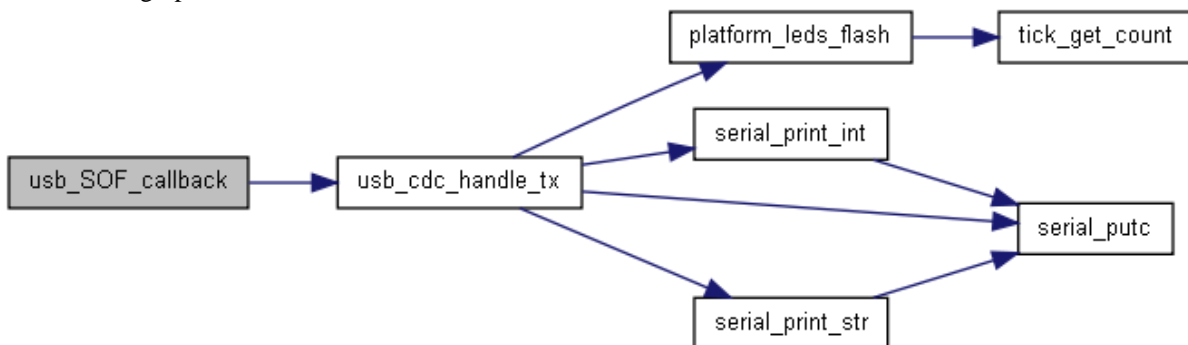 platform_leds_flash
tick_get_count
serial_print_int
usb_SOF_callback
usb_cdc_handle_tx
serial_putc
serial_print_str